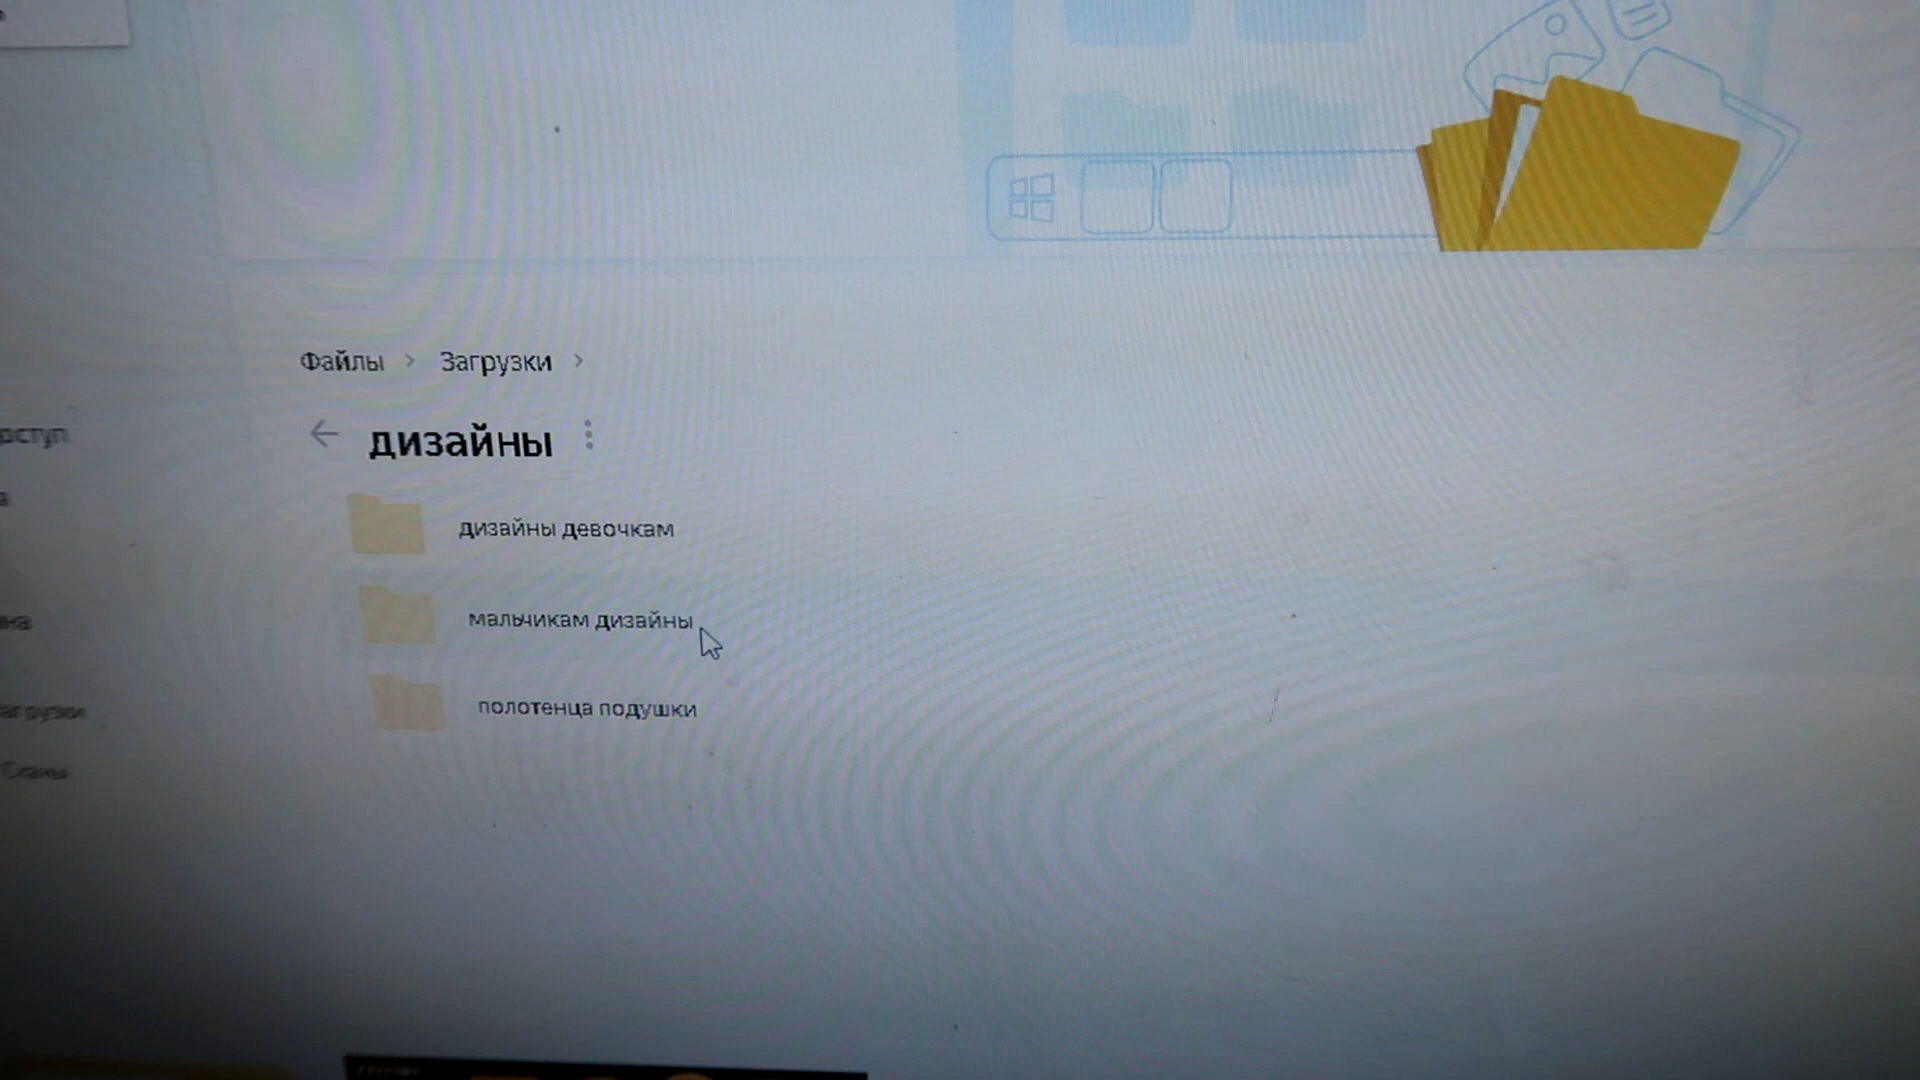 Файлы > Загрузки >
дизайны
дизайны девочкам
мальчикам дизайны
полотенца подушки